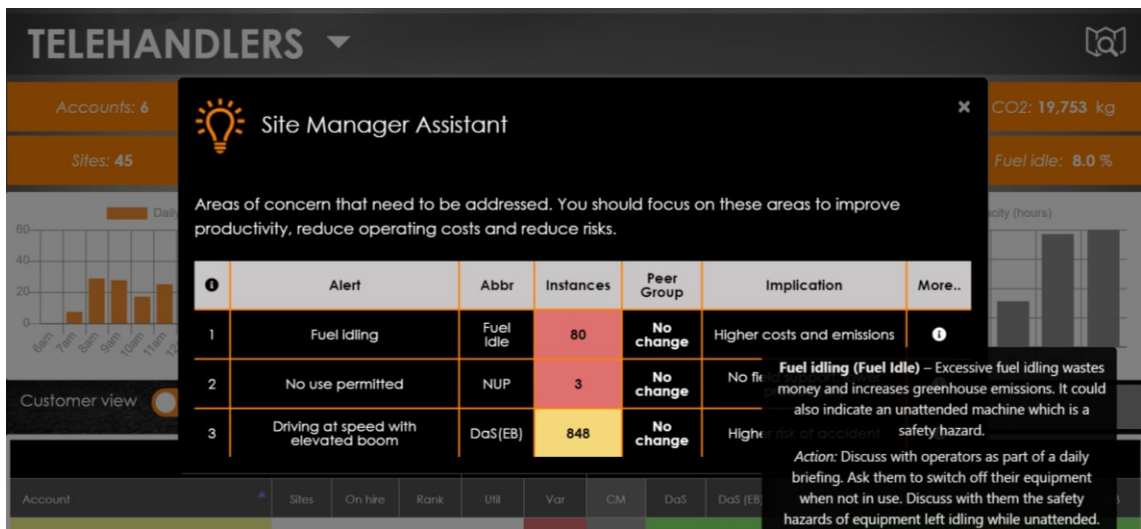 TELEHANDLERS
Accounts: 6
CO2: 19,753 kg
Sites: 45
Fuel idle: 8.0 %
Site Manager Assistant
×
Areas of concern that need to be addressed. You should focus on these areas to improve
productivity, reduce operating costs and reduce risks.
Daily
acity (hours)
60
40
20
0
6am 7am 8am 9am 10am 11am
Alert Abbr Instances Peer Group Implication More..
1 Fuel idling Fuel Idle 80 No change Higher costs and emissions
2 No use permitted NUP 3 No change No
3 Driving at speed with elevated boom DaS(EB) 848 No change Higher risk of accident
Fuel idling (Fuel Idle) – Excessive fuel idling wastes
money and increases greenhouse emissions. It could
also indicate an unattended machine which is a
safety hazard.
Action: Discuss with operators as part of a daily
briefing. Ask them to switch off their equipment
when not in use. Discuss with them the safety
hazards of equipment left idling while unattended.
Customer view
Account Sites On hire Rank Util Var CM DaS DaS (EB)